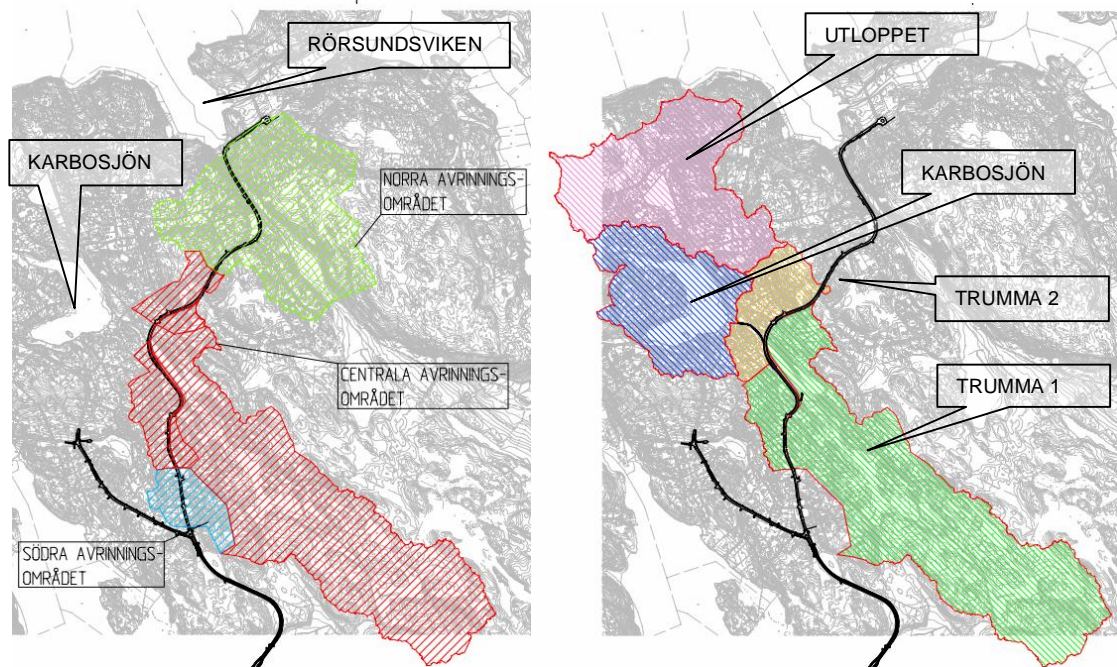 RÖRSUNDSVIKEN
KARBOSJÖN
NORRA AVRINNINGS-
OMRÅDET
CENTRALA AVRINNINGS-
OMRÅDET
SÖDRA AVRINNINGS-
OMRÅDET
UTLOPPET
KARBOSJÖN
TRUMMA 2
TRUMMA 1